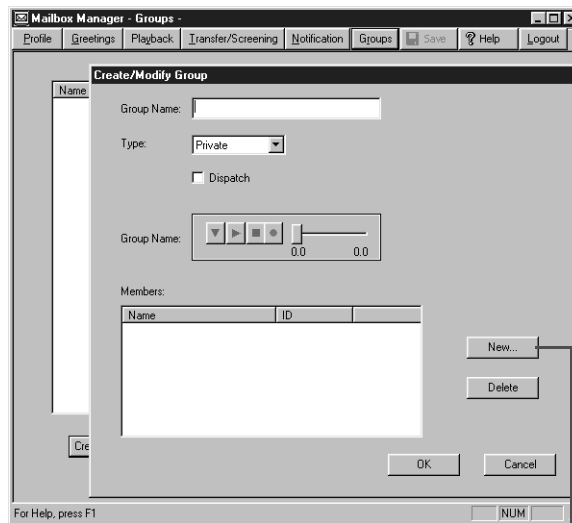 Mailbox Manager - Groups -
Profile Greetings Playback Transfer/Screening Notification Groups Save Help Logout
Create/Modify Group
Name
Group Name:
Type: Private
Dispatch
Group Name:
0.0 0.0
Members:
Name ID
New...
Delete
Cre
OK Cancel
For Help, press F1 NUM